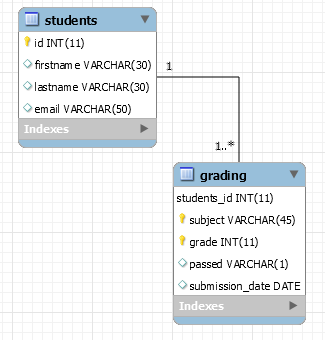 students
id INT(11)
firstname VARCHAR(30)
lastname VARCHAR(30)
email VARCHAR(50)
Indexes
1
1..*
grading
students_id INT(11)
subject VARCHAR(45)
grade INT(11)
passed VARCHAR(1)
submission_date DATE
Indexes